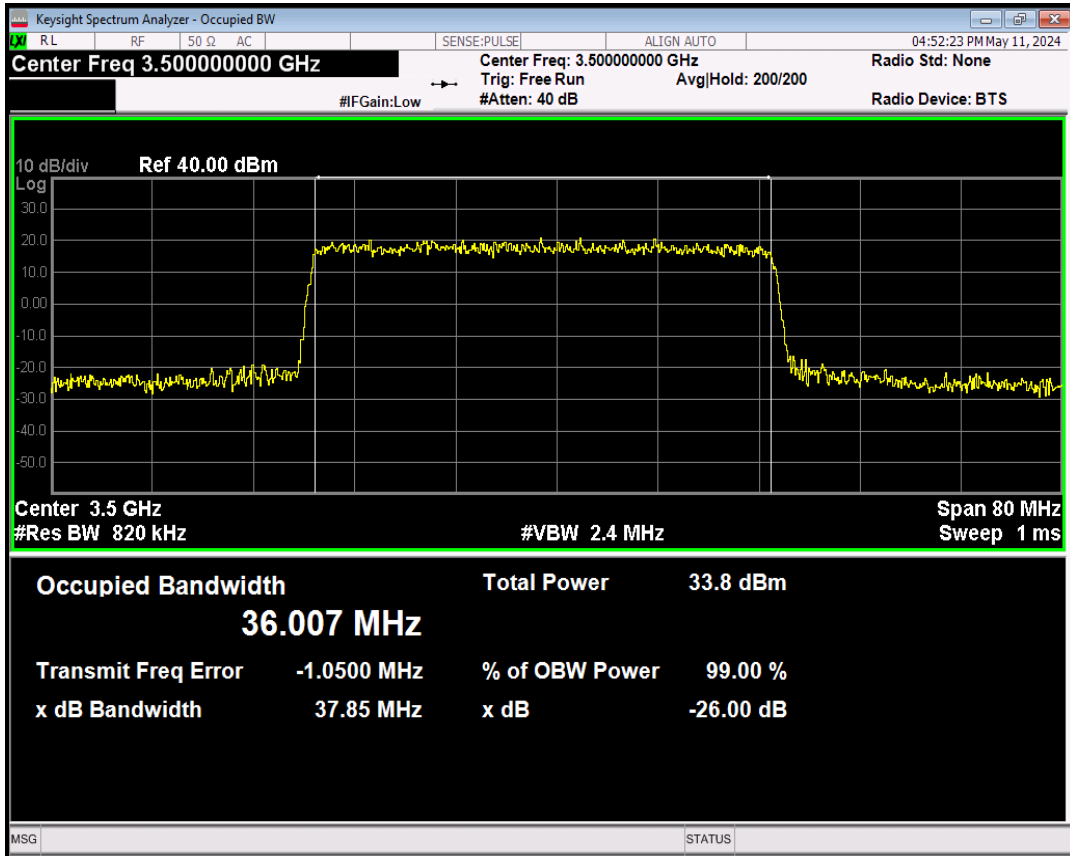 Keysight Spectrum Analyzer - Occupied BW
LXI RL RF 50 Ω AC SENSE:PULSE ALIGN AUTO 04:52:23 PM May 11, 2024
Center Freq 3.500000000 GHz Center Freq: 3.500000000 GHz Radio Std: None
Trig: Free Run Avg|Hold: 200/200
#IFGain:Low #Atten: 40 dB Radio Device: BTS
10 dB/div Ref 40.00 dBm
Log
30.0
20.0
10.0
0.00
-10.0
-20.0
-30.0
-40.0
-50.0
Center 3.5 GHz Span 80 MHz
#Res BW 820 kHz #VBW 2.4 MHz Sweep 1 ms
Occupied Bandwidth Total Power 33.8 dBm
36.007 MHz
Transmit Freq Error -1.0500 MHz % of OBW Power 99.00 %
x dB Bandwidth 37.85 MHz x dB -26.00 dB
MSG STATUS